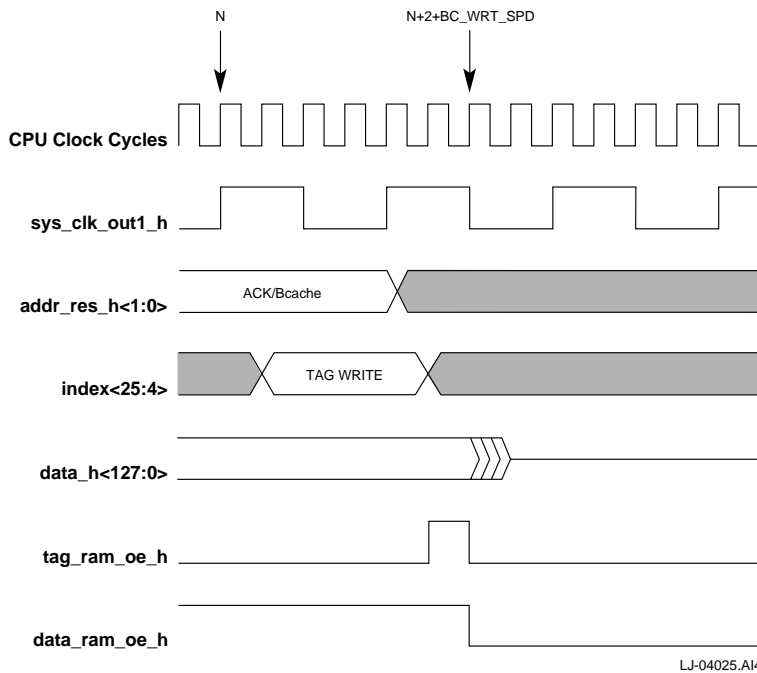 N
N+2+BC_WRT_SPD
CPU Clock Cycles
sys_clk_out1_h
addr_res_h<1:0>
ACK/Bcache
index<25:4>
TAG WRITE
data_h<127:0>
tag_ram_oe_h
data_ram_oe_h
LJ-04025.AI4